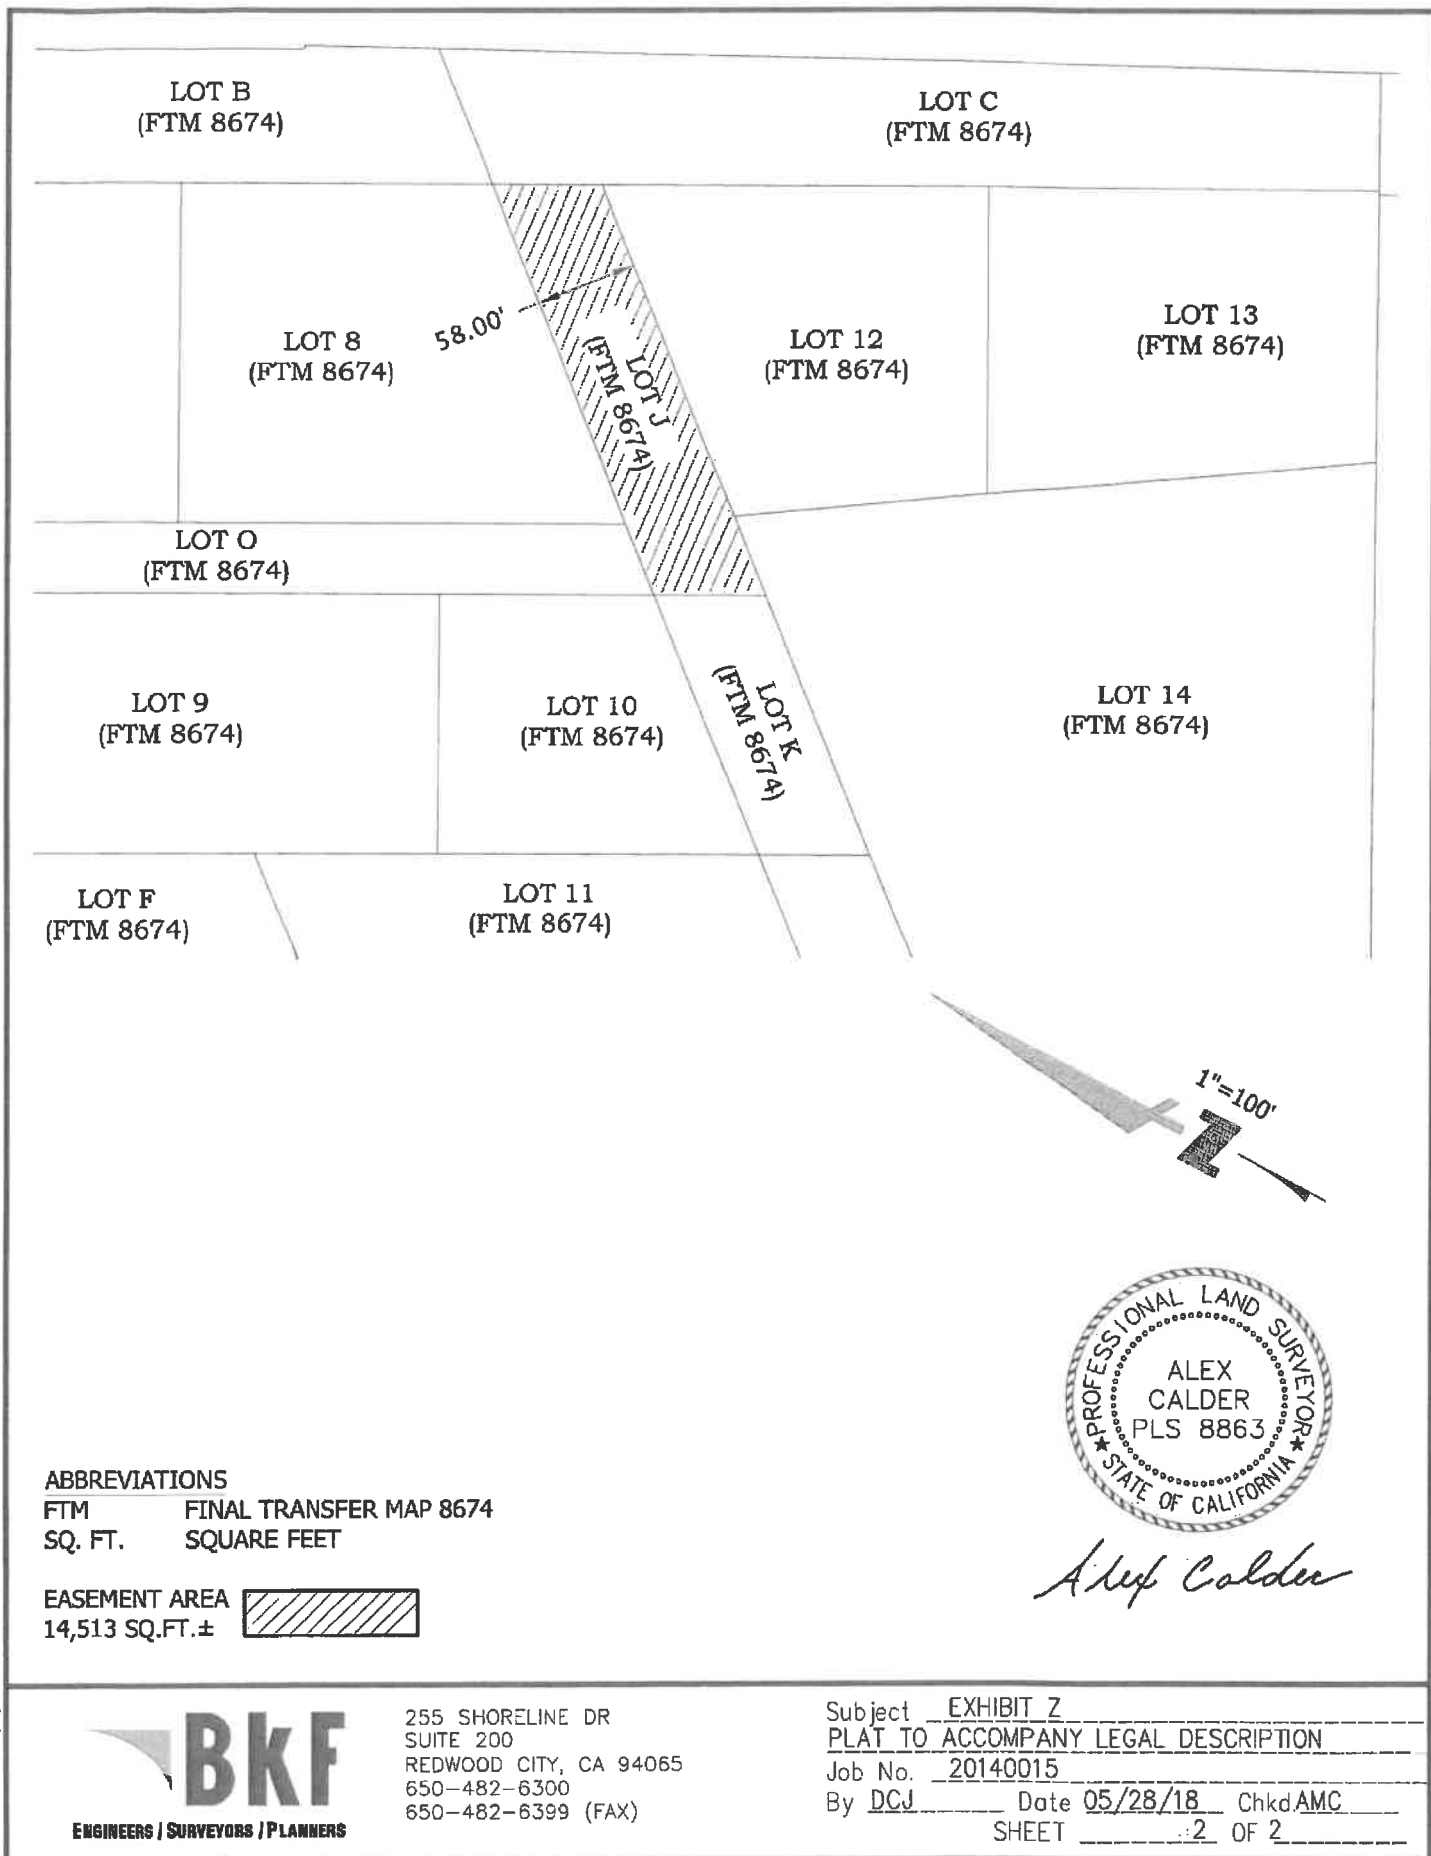 LOT B
(FTM 8674)
LOT C
(FTM 8674)
LOT 8
(FTM 8674)
58.00'
LOT J
(FTM 8674)
LOT 12
(FTM 8674)
LOT 13
(FTM 8674)
LOT O
(FTM 8674)
LOT 9
(FTM 8674)
LOT 10
(FTM 8674)
LOT K
(FTM 8674)
LOT 14
(FTM 8674)
LOT F
(FTM 8674)
LOT 11
(FTM 8674)
1"=100'
Z
PROFESSIONAL LAND SURVEYOR
ALEX
CALDER
PLS 8863
★ STATE OF CALIFORNIA ★
Alex Calder
ABBREVIATIONS
FTM FINAL TRANSFER MAP 8674
SQ. FT. SQUARE FEET
EASEMENT AREA
14,513 SQ.FT.±
BKF
ENGINEERS / SURVEYORS / PLANNERS
255 SHORELINE DR
SUITE 200
REDWOOD CITY, CA 94065
650-482-6300
650-482-6399 (FAX)
Subject EXHIBIT Z
PLAT TO ACCOMPANY LEGAL DESCRIPTION
Job No. 20140015
By DCJ Date 05/28/18 Chkd.AMC
SHEET 2 OF 2